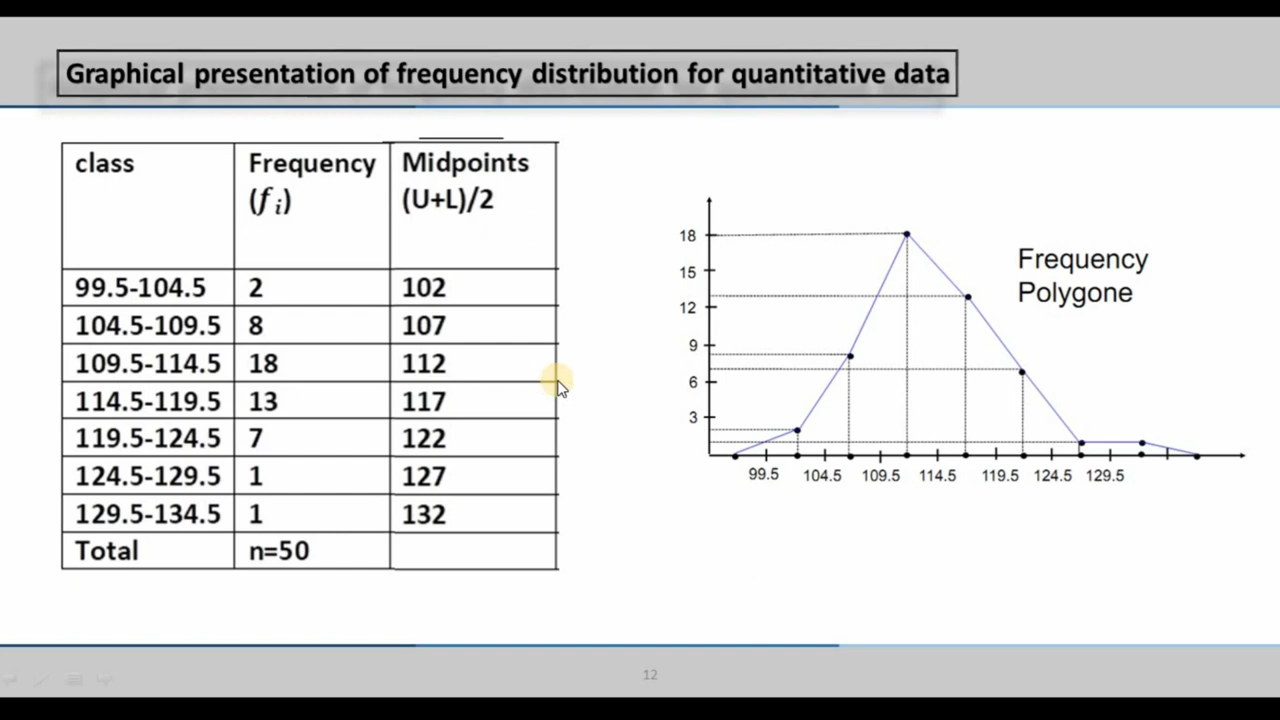 Graphical presentation of frequency distribution for quantitative data
class Frequency Midpoints
(f i) (U+L)/2
99.5-104.5 2 102
104.5-109.5 8 107
109.5-114.5 18 112
114.5-119.5 13 117
119.5-124.5 7 122
124.5-129.5 1 127
129.5-134.5 1 132
Total n=50
18
15
12
9
6
3
99.5 104.5 109.5 114.5 119.5 124.5 129.5
Frequency
Polygone
12